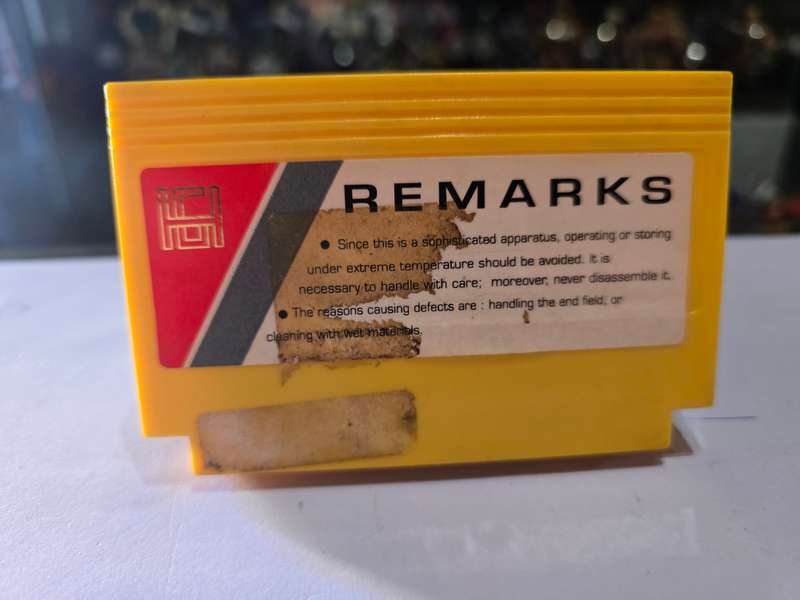 REMARKS
● Since this is a sophisticated apparatus, operating or storing
under extreme temperature should be avoided. It is
necessary to handle with care; moreover, never disassemble it.
● The reasons causing defects are : handling the end field, or
cleaning with wet materials.